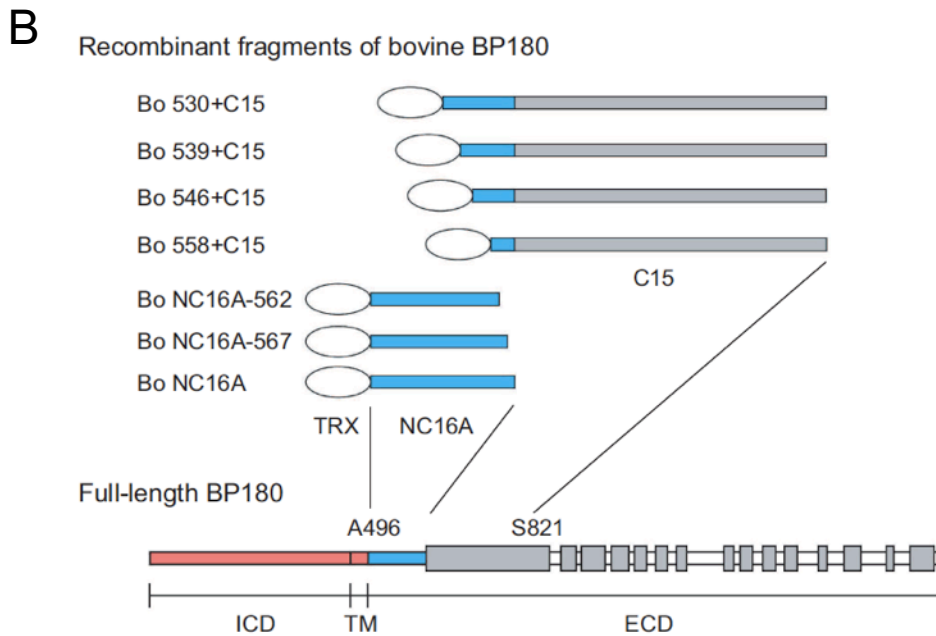 B
Recombinant fragments of bovine BP180
Bo 530+C15
Bo 539+C15
Bo 546+C15
Bo 558+C15
C15
Bo NC16A-562
Bo NC16A-567
Bo NC16A
TRX NC16A
Full-length BP180
A496 S821
ICD TM ECD